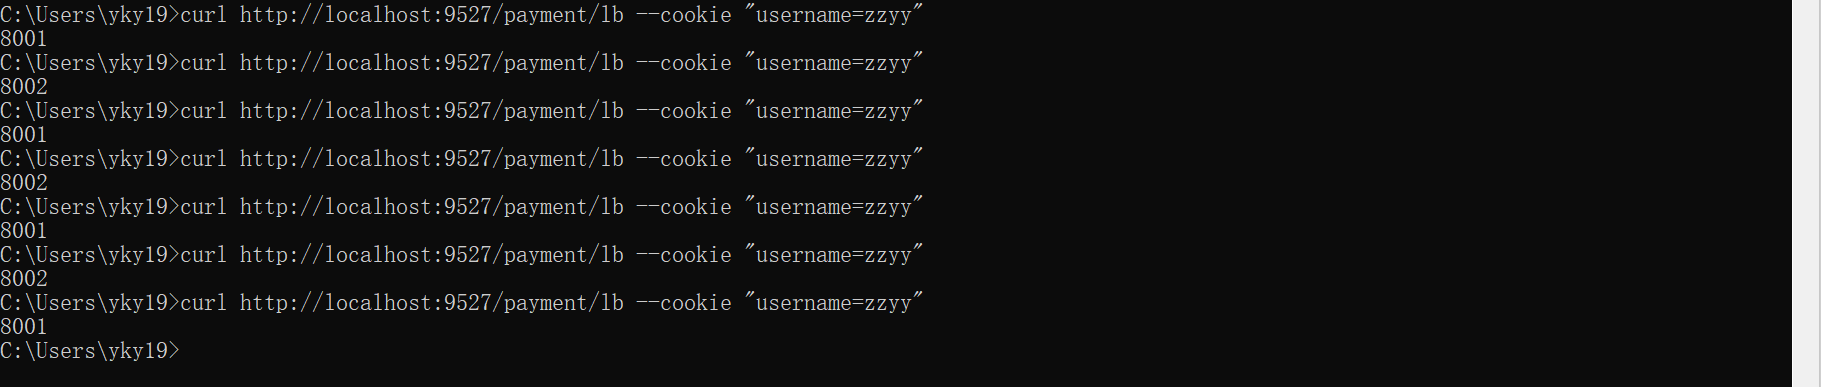 C:\Users\yky19>curl http://localhost:9527/payment/lb --cookie "username=zzyy"
8001
C:\Users\yky19>curl http://localhost:9527/payment/lb --cookie "username=zzyy"
8002
C:\Users\yky19>curl http://localhost:9527/payment/lb --cookie "username=zzyy"
8001
C:\Users\yky19>curl http://localhost:9527/payment/lb --cookie "username=zzyy"
8002
C:\Users\yky19>curl http://localhost:9527/payment/lb --cookie "username=zzyy"
8001
C:\Users\yky19>curl http://localhost:9527/payment/lb --cookie "username=zzyy"
8002
C:\Users\yky19>curl http://localhost:9527/payment/lb --cookie "username=zzyy"
8001
C:\Users\yky19>